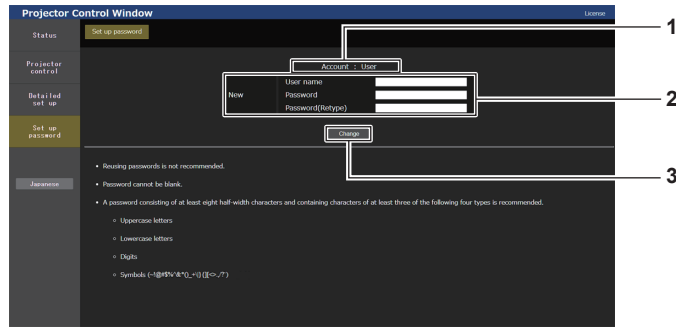 Projector Control Window
License
Status
Set up password
1
Projector
control
Account : User
User name
New
Password
2
Password(Retype)
Detailed
set up
Set up
password
Change
3
• Reusing passwords is not recommended.
Japanese
• Password cannot be blank.
• A password consisting of at least eight half-width characters and containing characters of at least three of the following four types is recommended.
○ Uppercase letters
○ Lowercase letters
○ Digits
○ Symbols (~!@#$%^&*()_+\|}{][<>.,/?`)